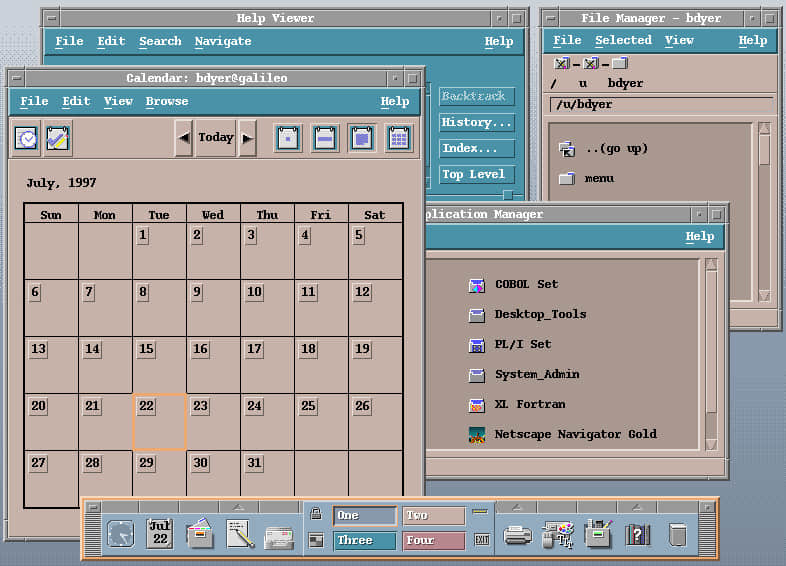 Help Viewer
File Edit Search Navigate Help
Backtrack
History...
Index...
Top Level
File Manager - bdyer
File Selected View Help
/ u bdyer
/u/bdyer
..(go up)
menu
Calendar: bdyer@galileo
File Edit View Browse Help
Today
July, 1997
Sun Mon Tue Wed Thu Fri Sat
1 2 3 4 5
6 7 8 9 10 11 12
13 14 15 16 17 18 19
20 21 22 23 24 25 26
27 28 29 30 31
plication Manager
Help
COBOL Set
Desktop_Tools
PL/I Set
System_Admin
XL Fortran
Netscape Navigator Gold
Jul
22
One Two
Three Four
EXIT